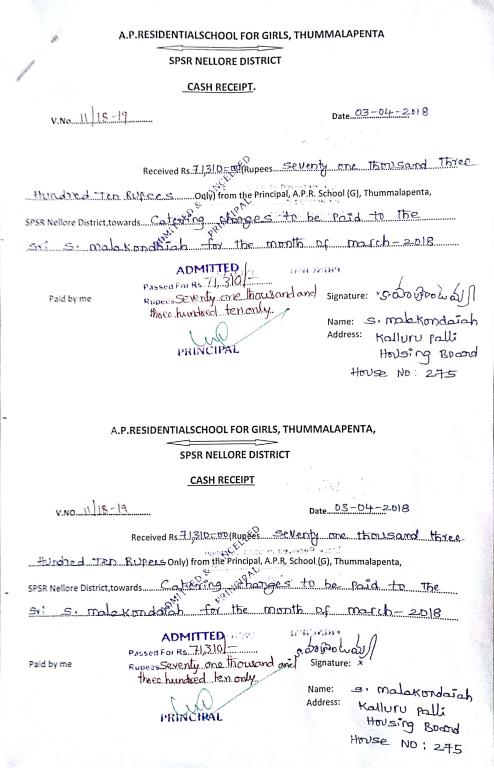 A.P.RESIDENTIALSCHOOL FOR GIRLS, THUMMALAPENTA
SPSR NELLORE DISTRICT
CASH RECEIPT.
V.No. 11/18-19 Date 03-04-2018
Received Rs.71,310=00(Rupees seventy one thousand Three
Hundred Ten Rupees Only) from the Principal, A.P.R. School (G), Thummalapenta,
SPSR Nellore District,towards Catering charges to be paid to the
Sri S. malakondaiah for the month of march-2018
ADMITTED & CANCELLED
PRINCIPAL
ADMITTED
Passed For Rs. 71,310/-
Paid by me Rupees Seventy one thousand and Signature: సమాలకొండయ్య
three hundred ten only.
PRINCIPAL
Name: S. malakondaiah
Address: Kalluru palli
Housing Board
House NO: 275
A.P.RESIDENTIALSCHOOL FOR GIRLS, THUMMALAPENTA,
SPSR NELLORE DISTRICT
CASH RECEIPT
V.NO. 11/18-19 Date 03-04-2018
Received Rs.71,310=00(Rupees seventy one thousand three
Hundred Ten Rupees Only) from the Principal, A.P.R, School.(G), Thummalapenta,
SPSR Nellore District,towards Catering charges to be paid to the
Sri S. malakondaiah for the month of march-2018
ADMITTED & CANCELLED
PRINCIPAL
ADMITTED
Passed For Rs. 71,310/-
Paid by me Rupees Seventy one thousand and Signature: x
three hundred ten only.
PRINCIPAL
Name: S. malakondaiah
Address: Kalluru palli
Housing Board
House NO: 275